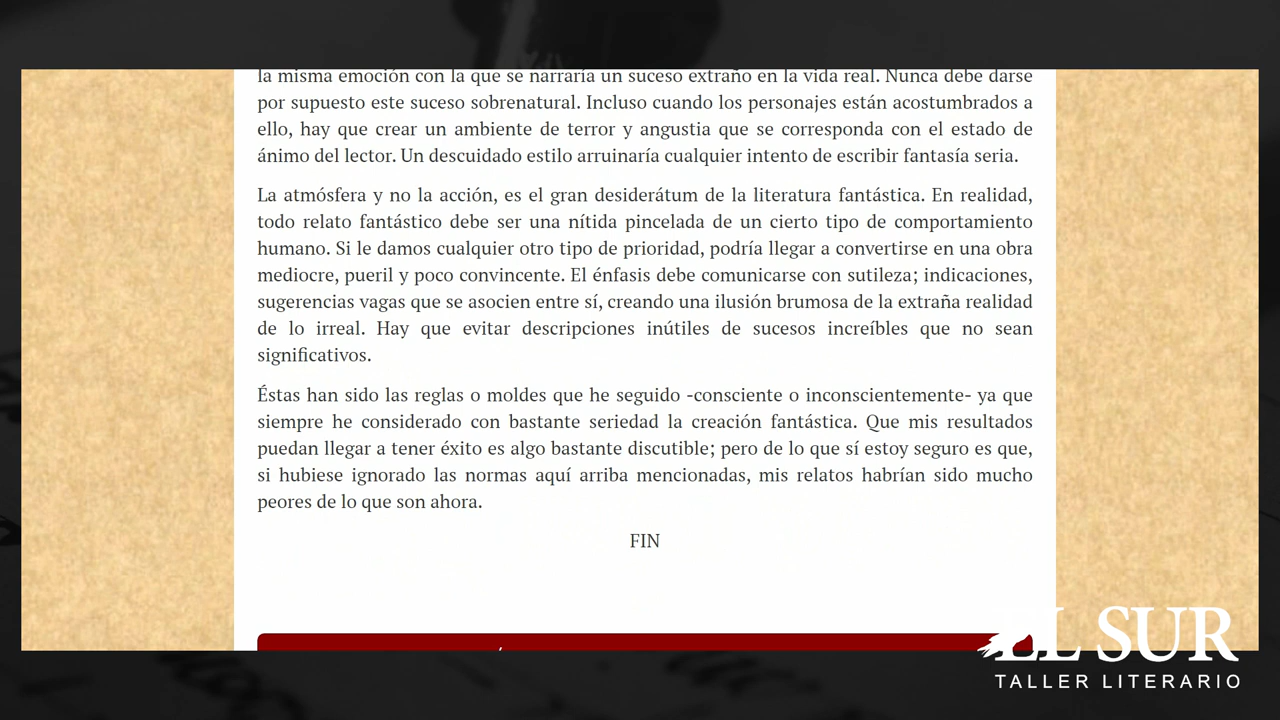 la misma emoción con la que se narraría un suceso extraño en la vida real. Nunca debe darse
por supuesto este suceso sobrenatural. Incluso cuando los personajes están acostumbrados a
ello, hay que crear un ambiente de terror y angustia que se corresponda con el estado de
ánimo del lector. Un descuidado estilo arruinaría cualquier intento de escribir fantasía seria.
La atmósfera y no la acción, es el gran desiderátum de la literatura fantástica. En realidad,
todo relato fantástico debe ser una nítida pincelada de un cierto tipo de comportamiento
humano. Si le damos cualquier otro tipo de prioridad, podría llegar a convertirse en una obra
mediocre, pueril y poco convincente. El énfasis debe comunicarse con sutileza; indicaciones,
sugerencias vagas que se asocien entre sí, creando una ilusión brumosa de la extraña realidad
de lo irreal. Hay que evitar descripciones inútiles de sucesos increíbles que no sean
significativos.
Éstas han sido las reglas o moldes que he seguido -consciente o inconscientemente- ya que
siempre he considerado con bastante seriedad la creación fantástica. Que mis resultados
puedan llegar a tener éxito es algo bastante discutible; pero de lo que sí estoy seguro es que,
si hubiese ignorado las normas aquí arriba mencionadas, mis relatos habrían sido mucho
peores de lo que son ahora.
FIN
EL SUR
TALLER LITERARIO